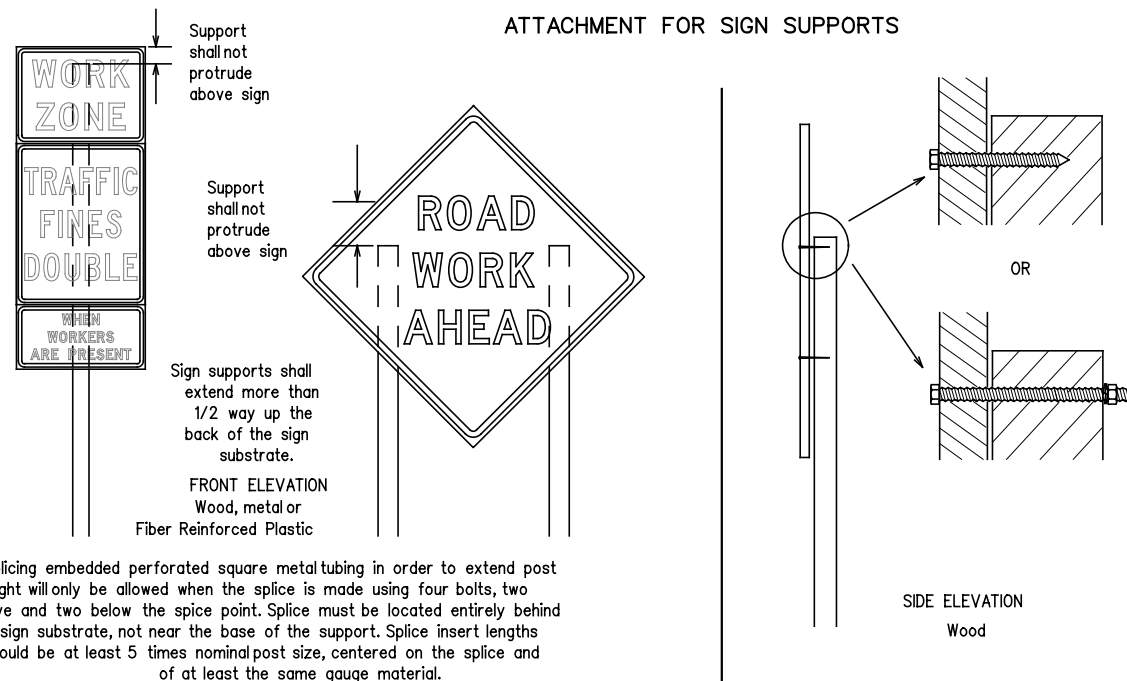 ATTACHMENT FOR SIGN SUPPORTS
Support
shall not
protrude
above sign
WORK
ZONE
TRAFFIC
FINES
DOUBLE
WHEN
WORKERS
ARE PRESENT
Support
shall not
protrude
above sign
ROAD
WORK
AHEAD
Sign supports shall
extend more than
1/2 way up the
back of the sign
substrate.
FRONT ELEVATION
Wood, metal or
Fiber Reinforced Plastic
licing embedded perforated square metal tubing in order to extend post
ght will only be allowed when the splice is made using four bolts, two
ve and two below the spice point. Splice must be located entirely behind
sign substrate, not near the base of the support. Splice insert lengths
ould be at least 5 times nominal post size, centered on the splice and
of at least the same gauge material.
OR
SIDE ELEVATION
Wood